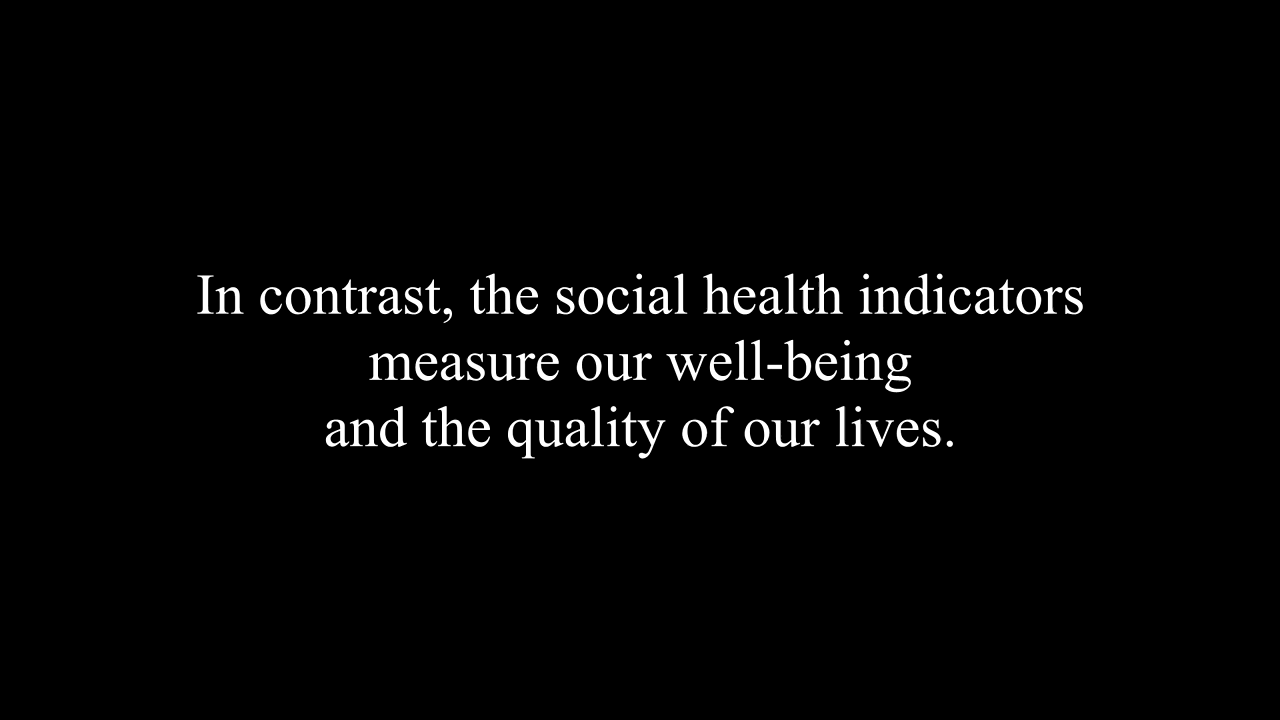 In contrast, the social health indicators
measure our well-being
and the quality of our lives.